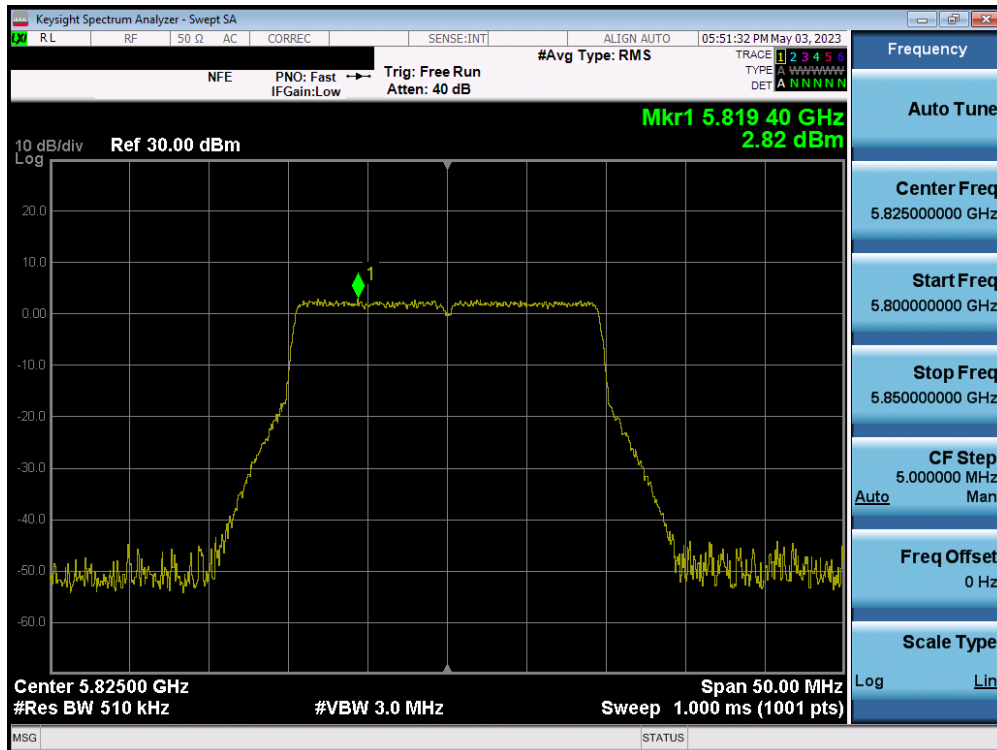 Keysight Spectrum Analyzer - Swept SA
LXI RL RF 50 Ω AC CORREC SENSE:INT ALIGN AUTO 05:51:32 PM May 03, 2023
#Avg Type: RMS TRACE 1 2 3 4 5 6
NFE PNO: Fast Trig: Free Run TYPE A WWWWWW
IFGain:Low Atten: 40 dB DET A N N N N N
Mkr1 5.819 40 GHz
2.82 dBm
10 dB/div Ref 30.00 dBm
Log
20.0
10.0
1
0.00
-10.0
-20.0
-30.0
-40.0
-50.0
-60.0
Center 5.82500 GHz Span 50.00 MHz
#Res BW 510 kHz #VBW 3.0 MHz Sweep 1.000 ms (1001 pts)
MSG STATUS
Frequency
Auto Tune
Center Freq
5.825000000 GHz
Start Freq
5.800000000 GHz
Stop Freq
5.850000000 GHz
CF Step
5.000000 MHz
Auto Man
Freq Offset
0 Hz
Scale Type
Log Lin